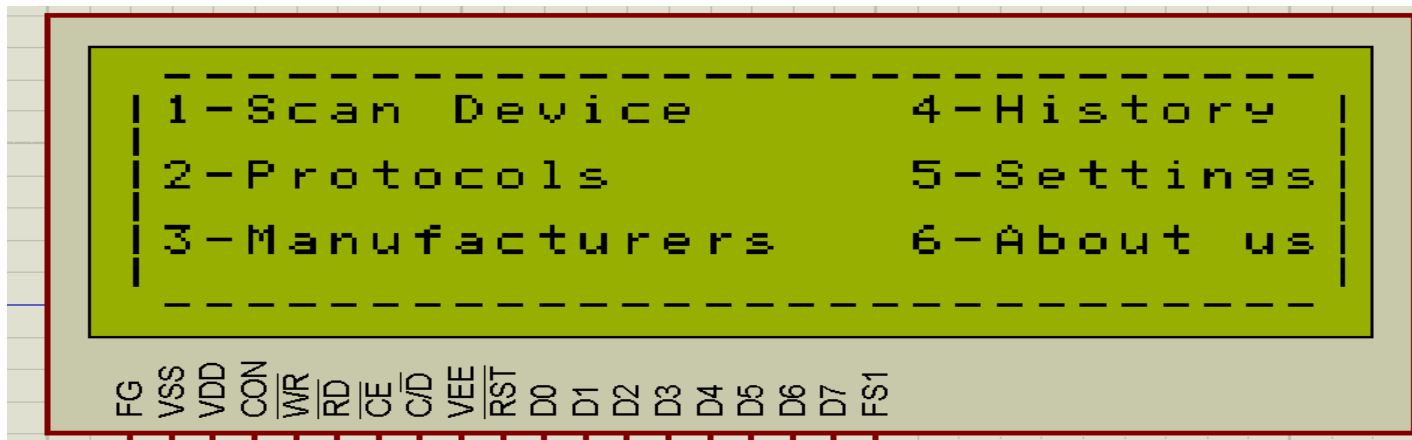 1-Scan Device 4-History
2-Protocols 5-Settings
3-Manufacturers 6-About us
FG VSS VDD CON WR RD CE C/D VEE RST D0 D1 D2 D3 D4 D5 D6 D7 FS1